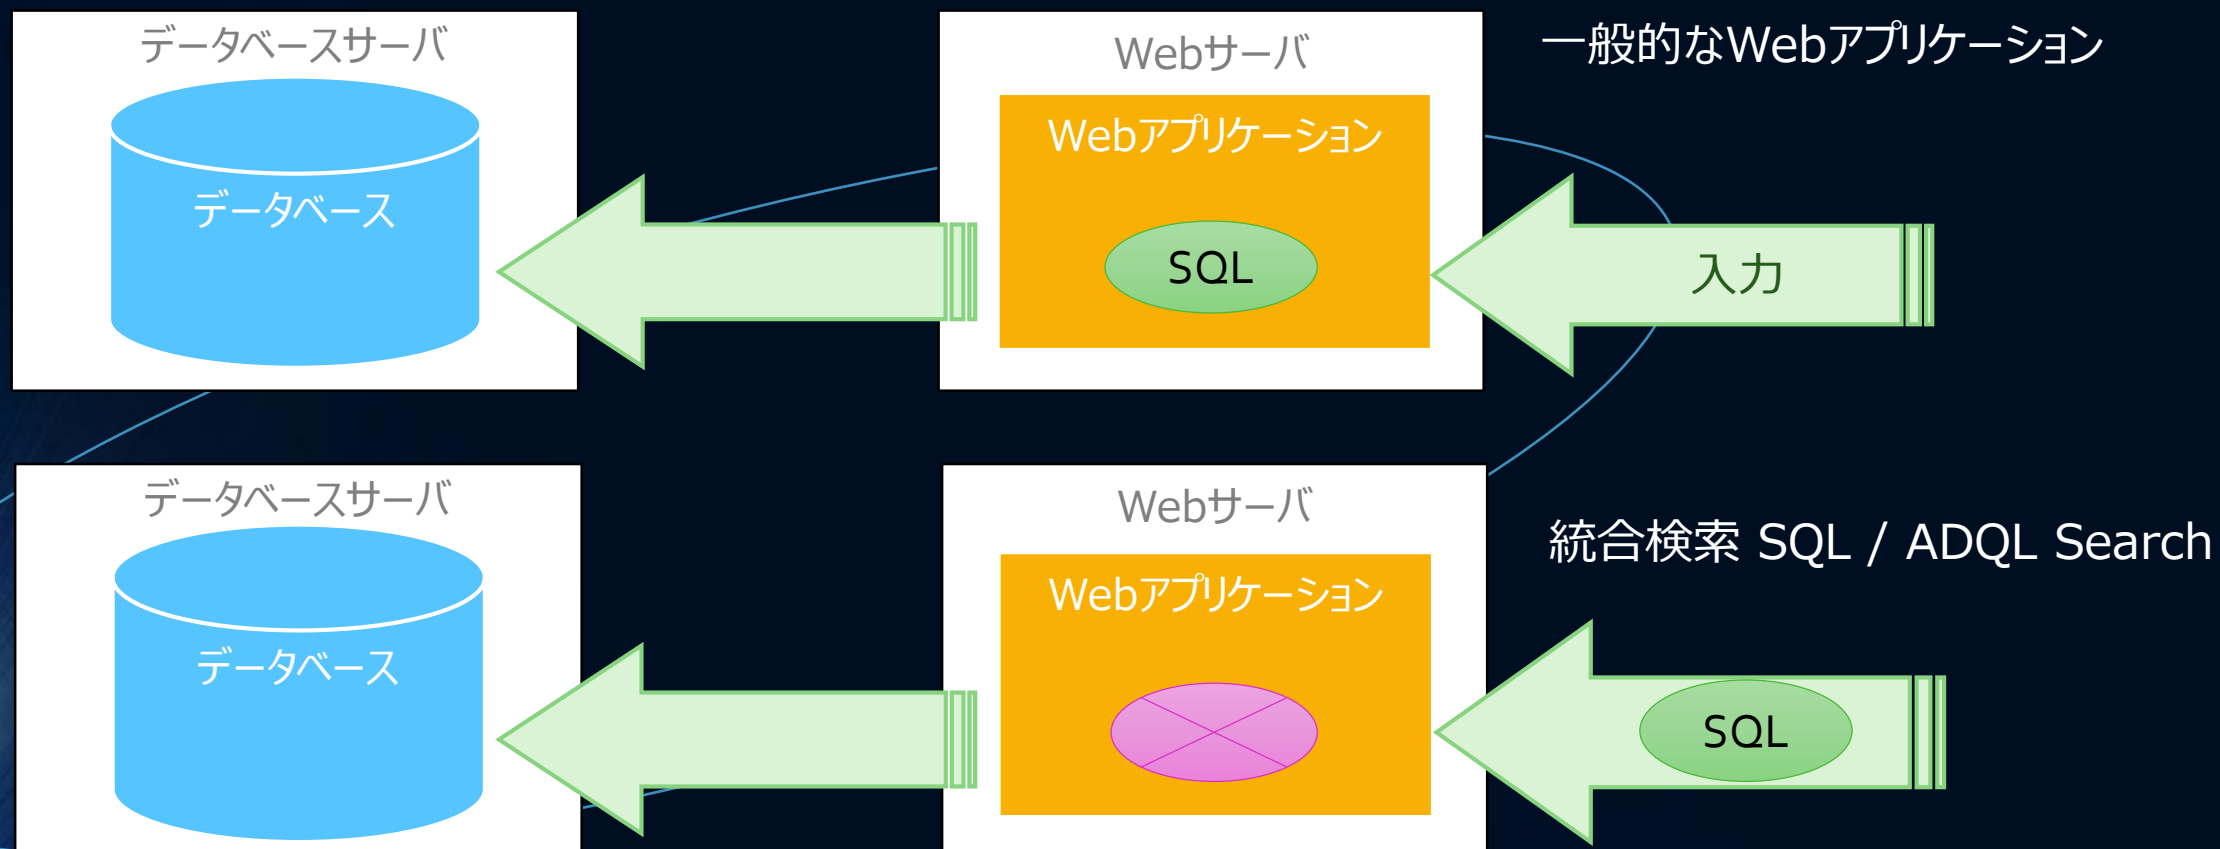 データベースサーバ
Webサーバ
一般的なWebアプリケーション
Webアプリケーション
データベース
SQL
入力
データベースサーバ
Webサーバ
統合検索 SQL / ADQL Search
Webアプリケーション
データベース
SQL